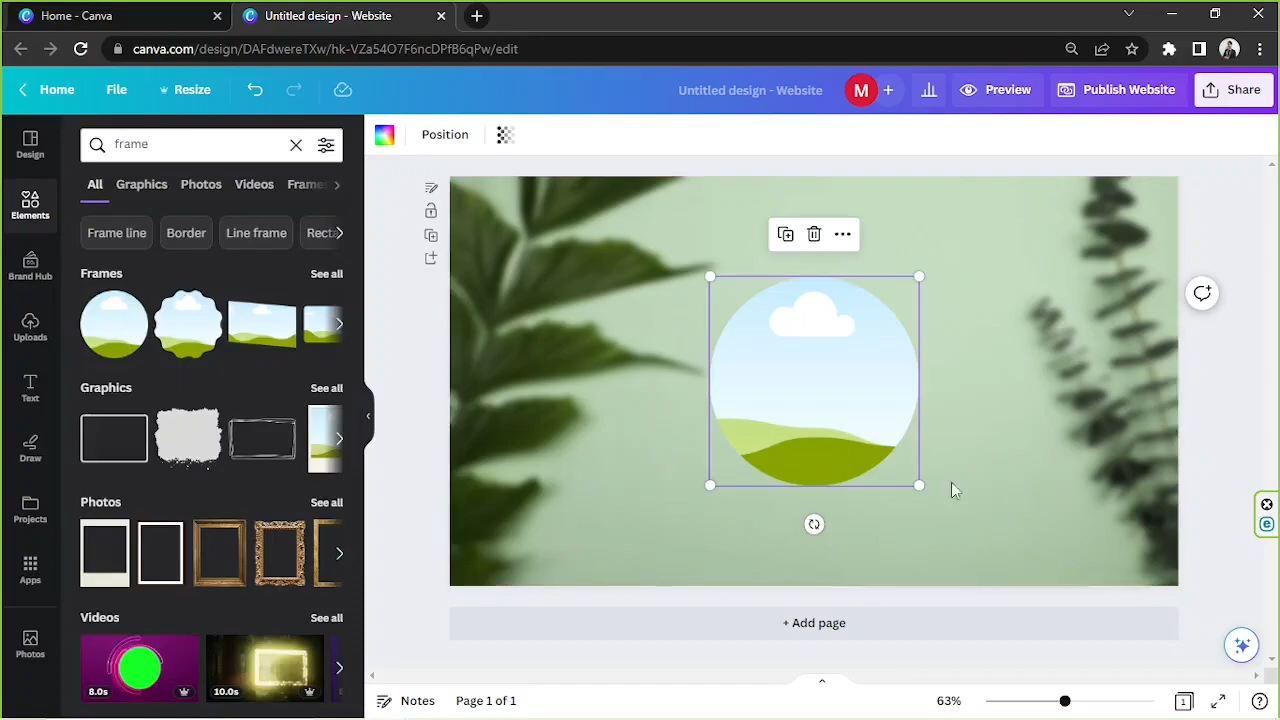 Home - Canva
Untitled design - Website
canva.com/design/DAFdwereTXw/hk-VZa54O7F6ncDPfB6qPw/edit
Home
File
Resize
Untitled design - Website
M
Preview
Publish Website
Share
Design
Elements
Brand Hub
Uploads
Text
Draw
Projects
Apps
Photos
frame
All
Graphics
Photos
Videos
Frames
Frame line
Border
Line frame
Recta
Frames
See all
Graphics
See all
Photos
See all
Videos
See all
8.0s
10.0s
Position
+ Add page
Notes
Page 1 of 1
63%
1